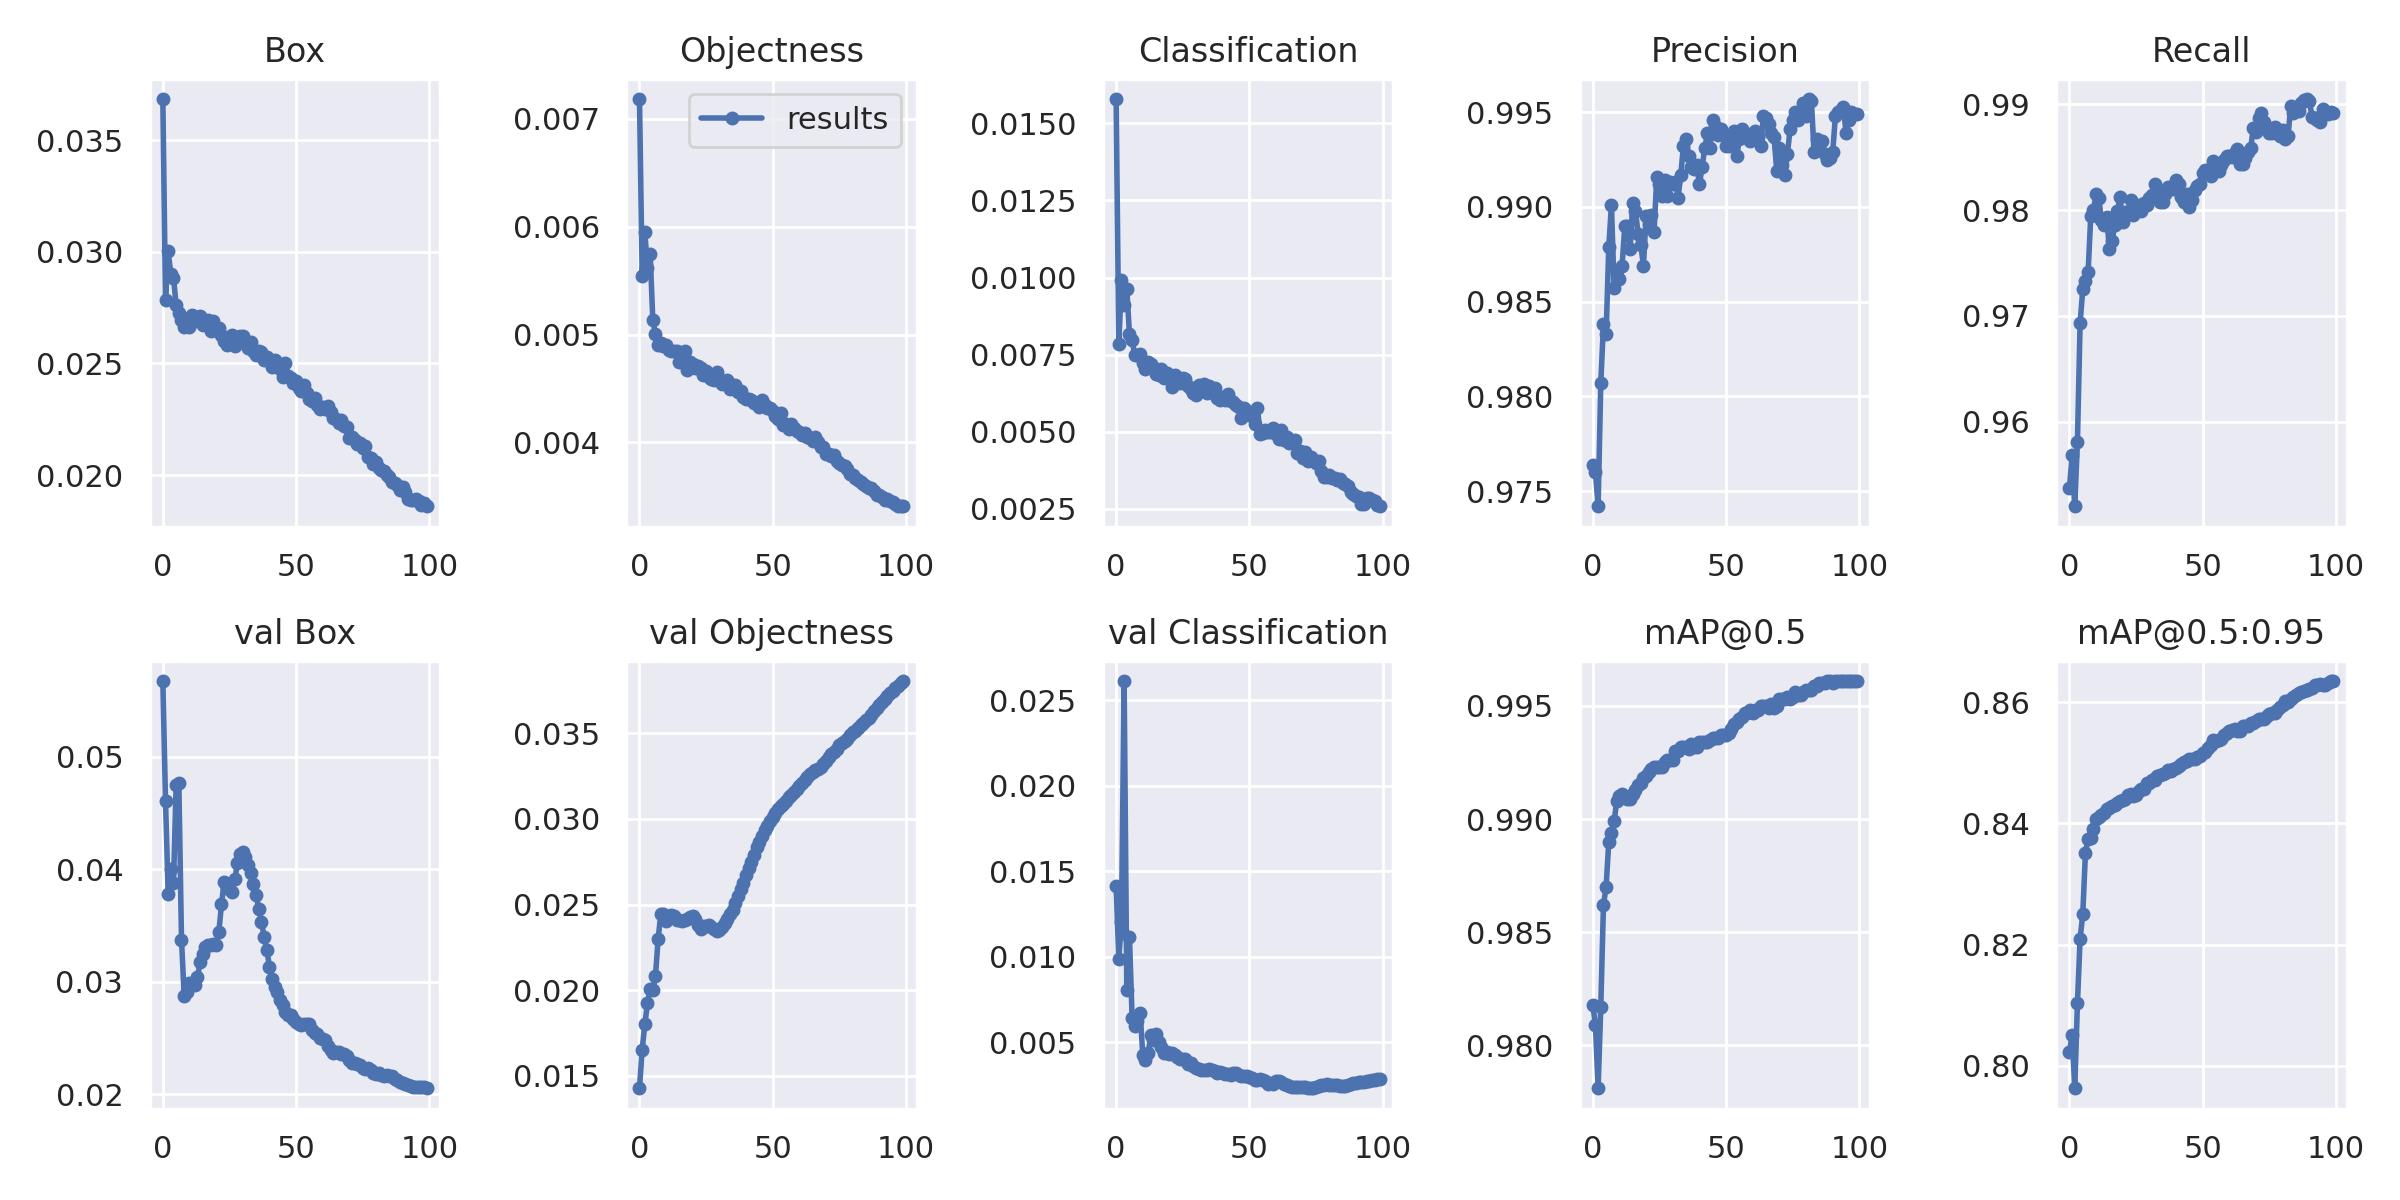 Box
Objectness
Classification
Precision
Recall
0.035
0.030
0.025
0.020
0 50 100
results
0.007
0.006
0.005
0.004
0 50 100
0.0150
0.0125
0.0100
0.0075
0.0050
0.0025
0 50 100
0.995
0.990
0.985
0.980
0.975
0 50 100
0.99
0.98
0.97
0.96
0 50 100
val Box
val Objectness
val Classification
mAP@0.5
mAP@0.5:0.95
0.05
0.04
0.03
0.02
0 50 100
0.035
0.030
0.025
0.020
0.015
0 50 100
0.025
0.020
0.015
0.010
0.005
0 50 100
0.995
0.990
0.985
0.980
0 50 100
0.86
0.84
0.82
0.80
0 50 100